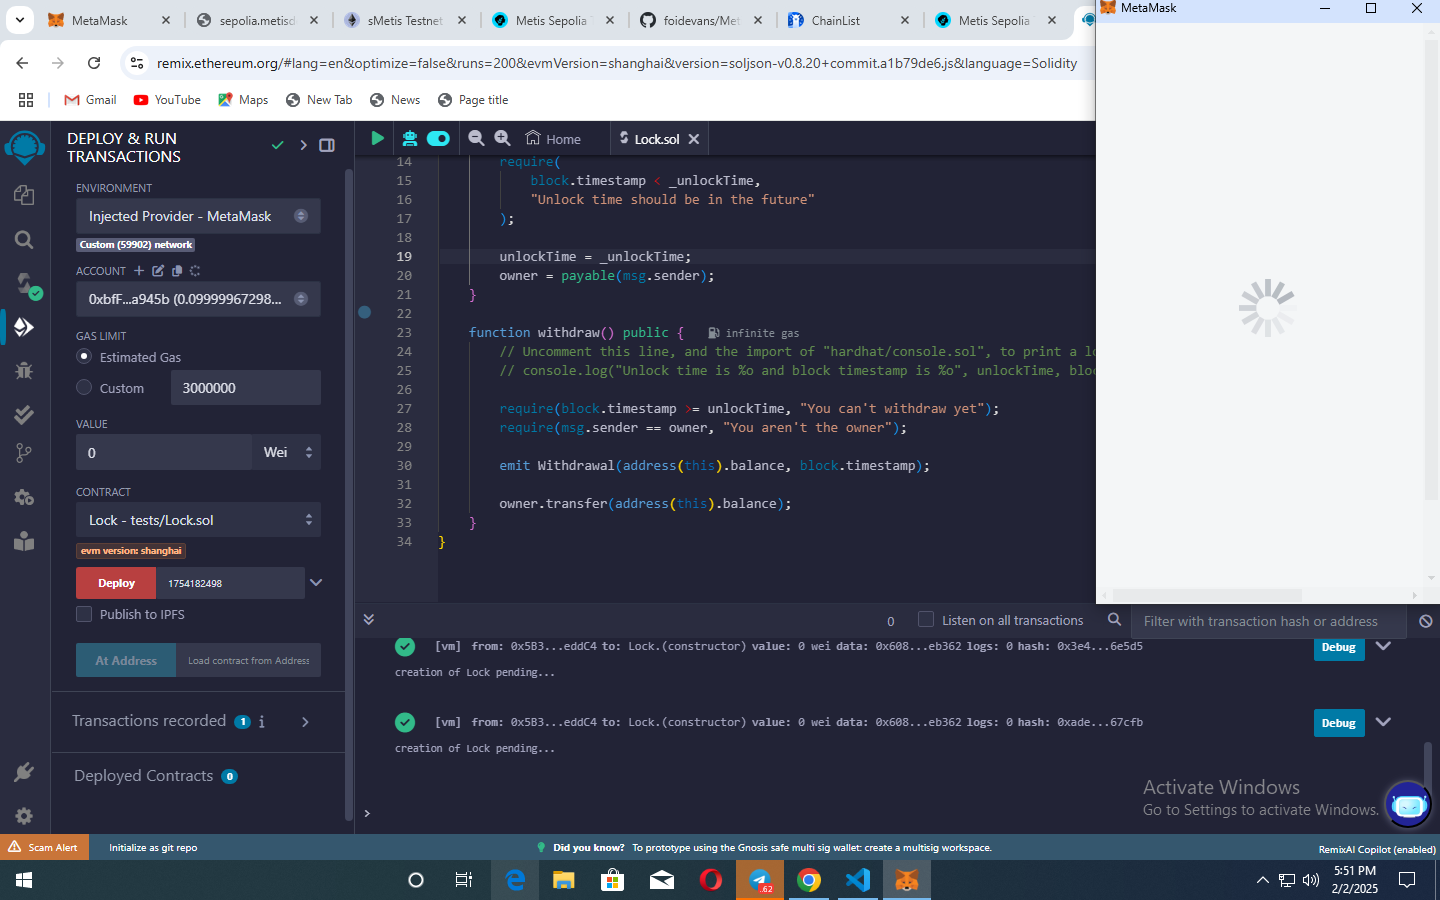 MetaMask
sepolia.metisd
sMetis Testnet
Metis Sepolia T
foidevans/Met
ChainList
Metis Sepolia
MetaMask
remix.ethereum.org/#lang=en&optimize=false&runs=200&evmVersion=shanghai&version=soljson-v0.8.20+commit.a1b79de6.js&language=Solidity
Gmail
YouTube
Maps
New Tab
News
Page title
DEPLOY & RUN
TRANSACTIONS
ENVIRONMENT
Injected Provider - MetaMask
Custom (59902) network
ACCOUNT
0xbfF...a945b (0.09999967298...
GAS LIMIT
Estimated Gas
Custom
3000000
VALUE
0
Wei
CONTRACT
Lock - tests/Lock.sol
evm version: shanghai
Deploy
1754182498
Publish to IPFS
At Address
Load contract from Address
Transactions recorded 1 i
Deployed Contracts 0
Home
Lock.sol
14 require(
15 block.timestamp < _unlockTime,
16 "Unlock time should be in the future"
17 );
18
19 unlockTime = _unlockTime;
20 owner = payable(msg.sender);
21 }
22
23 function withdraw() public { infinite gas
24 // Uncomment this line, and the import of "hardhat/console.sol", to print a lo
25 // console.log("Unlock time is %o and block timestamp is %o", unlockTime, bloc
26
27 require(block.timestamp >= unlockTime, "You can't withdraw yet");
28 require(msg.sender == owner, "You aren't the owner");
29
30 emit Withdrawal(address(this).balance, block.timestamp);
31
32 owner.transfer(address(this).balance);
33 }
34 }
0
Listen on all transactions
Filter with transaction hash or address
[vm] from: 0x5B3...eddC4 to: Lock.(constructor) value: 0 wei data: 0x608...eb362 logs: 0 hash: 0x3e4...6e5d5
Debug
creation of Lock pending...
[vm] from: 0x5B3...eddC4 to: Lock.(constructor) value: 0 wei data: 0x608...eb362 logs: 0 hash: 0xade...67cfb
Debug
creation of Lock pending...
>
Activate Windows
Go to Settings to activate Windows.
Scam Alert
Initialize as git repo
Did you know? To prototype using the Gnosis safe multi sig wallet: create a multisig workspace.
RemixAI Copilot (enabled)
.62
5:51 PM
2/2/2025